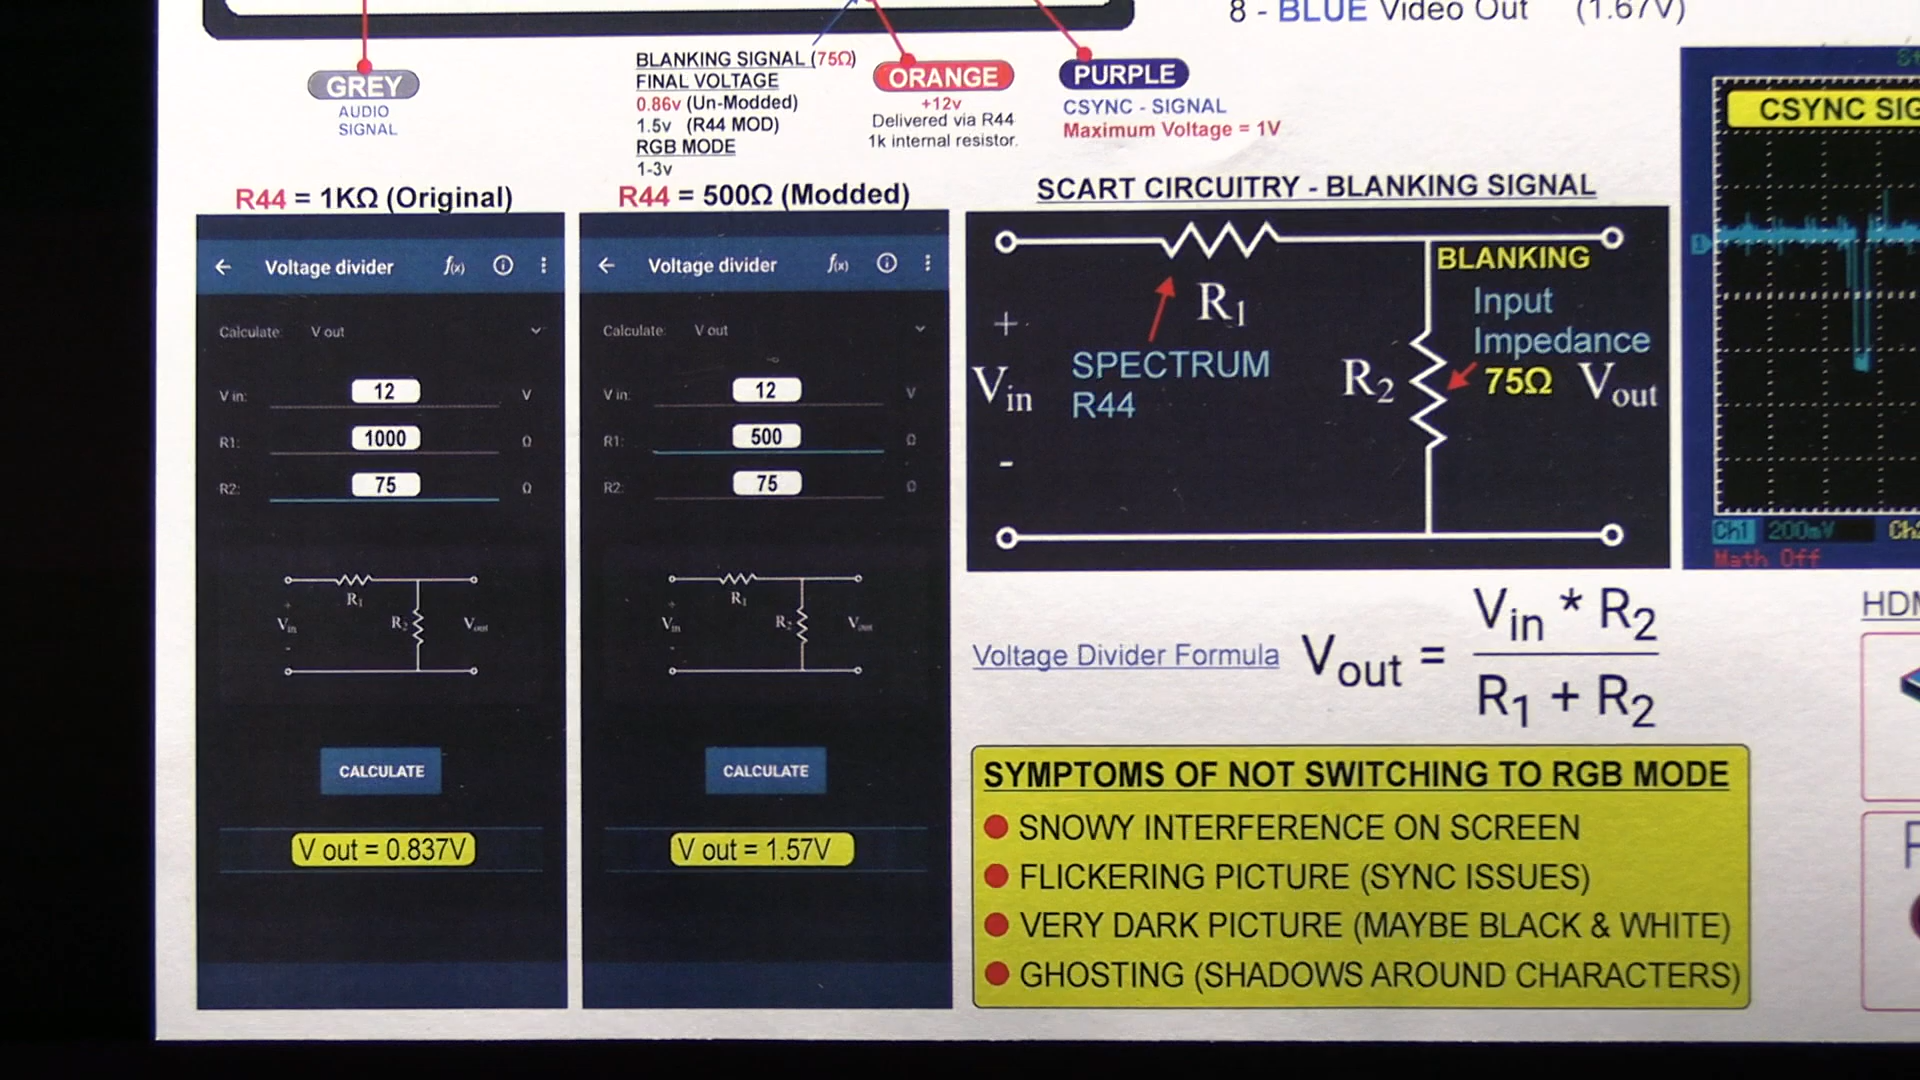 8 - BLUE Video Out (1.67V)
GREY
AUDIO
SIGNAL
BLANKING SIGNAL (75Ω)
FINAL VOLTAGE
0.86v (Un-Modded)
1.5v (R44 MOD)
RGB MODE
1-3v
ORANGE
+12v
Delivered via R44
1k internal resistor.
PURPLE
CSYNC - SIGNAL
Maximum Voltage = 1V
R44 = 1KΩ (Original)
Voltage divider f(x)
Calculate: V out
V in: 12 V
R1: 1000 Ω
R2: 75 Ω
R1
Vin
+
-
R2
Vout
CALCULATE
V out = 0.837V
R44 = 500Ω (Modded)
Voltage divider f(x)
Calculate: V out
V in: 12 V
R1: 500 Ω
R2: 75 Ω
R1
Vin
+
-
R2
Vout
CALCULATE
V out = 1.57V
SCART CIRCUITRY - BLANKING SIGNAL
BLANKING
Input
Impedance
75Ω
R1
+
Vin
-
SPECTRUM
R44
R2
Vout
Voltage Divider Formula Vout = Vin * R2
R1 + R2
SYMPTOMS OF NOT SWITCHING TO RGB MODE
SNOWY INTERFERENCE ON SCREEN
FLICKERING PICTURE (SYNC ISSUES)
VERY DARK PICTURE (MAYBE BLACK & WHITE)
GHOSTING (SHADOWS AROUND CHARACTERS)
CSYNC SIG
1
Ch1 200mV Ch2
Math Off
HDM